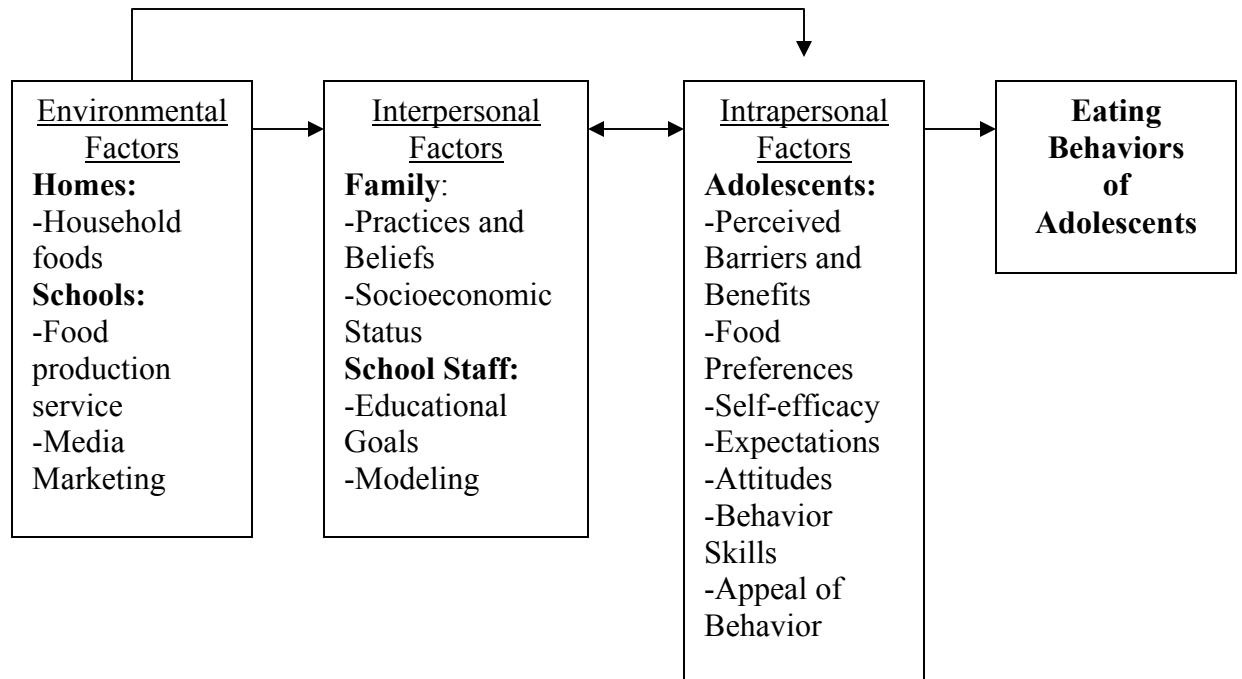 Environmental
Factors
Homes:
-Household
foods
Schools:
-Food
production
service
-Media
Marketing
Interpersonal
Factors
Family:
-Practices and
Beliefs
-Socioeconomic
Status
School Staff:
-Educational
Goals
-Modeling
Intrapersonal
Factors
Adolescents:
-Perceived
Barriers and
Benefits
-Food
Preferences
-Self-efficacy
-Expectations
-Attitudes
-Behavior
Skills
-Appeal of
Behavior
Eating
Behaviors
of
Adolescents